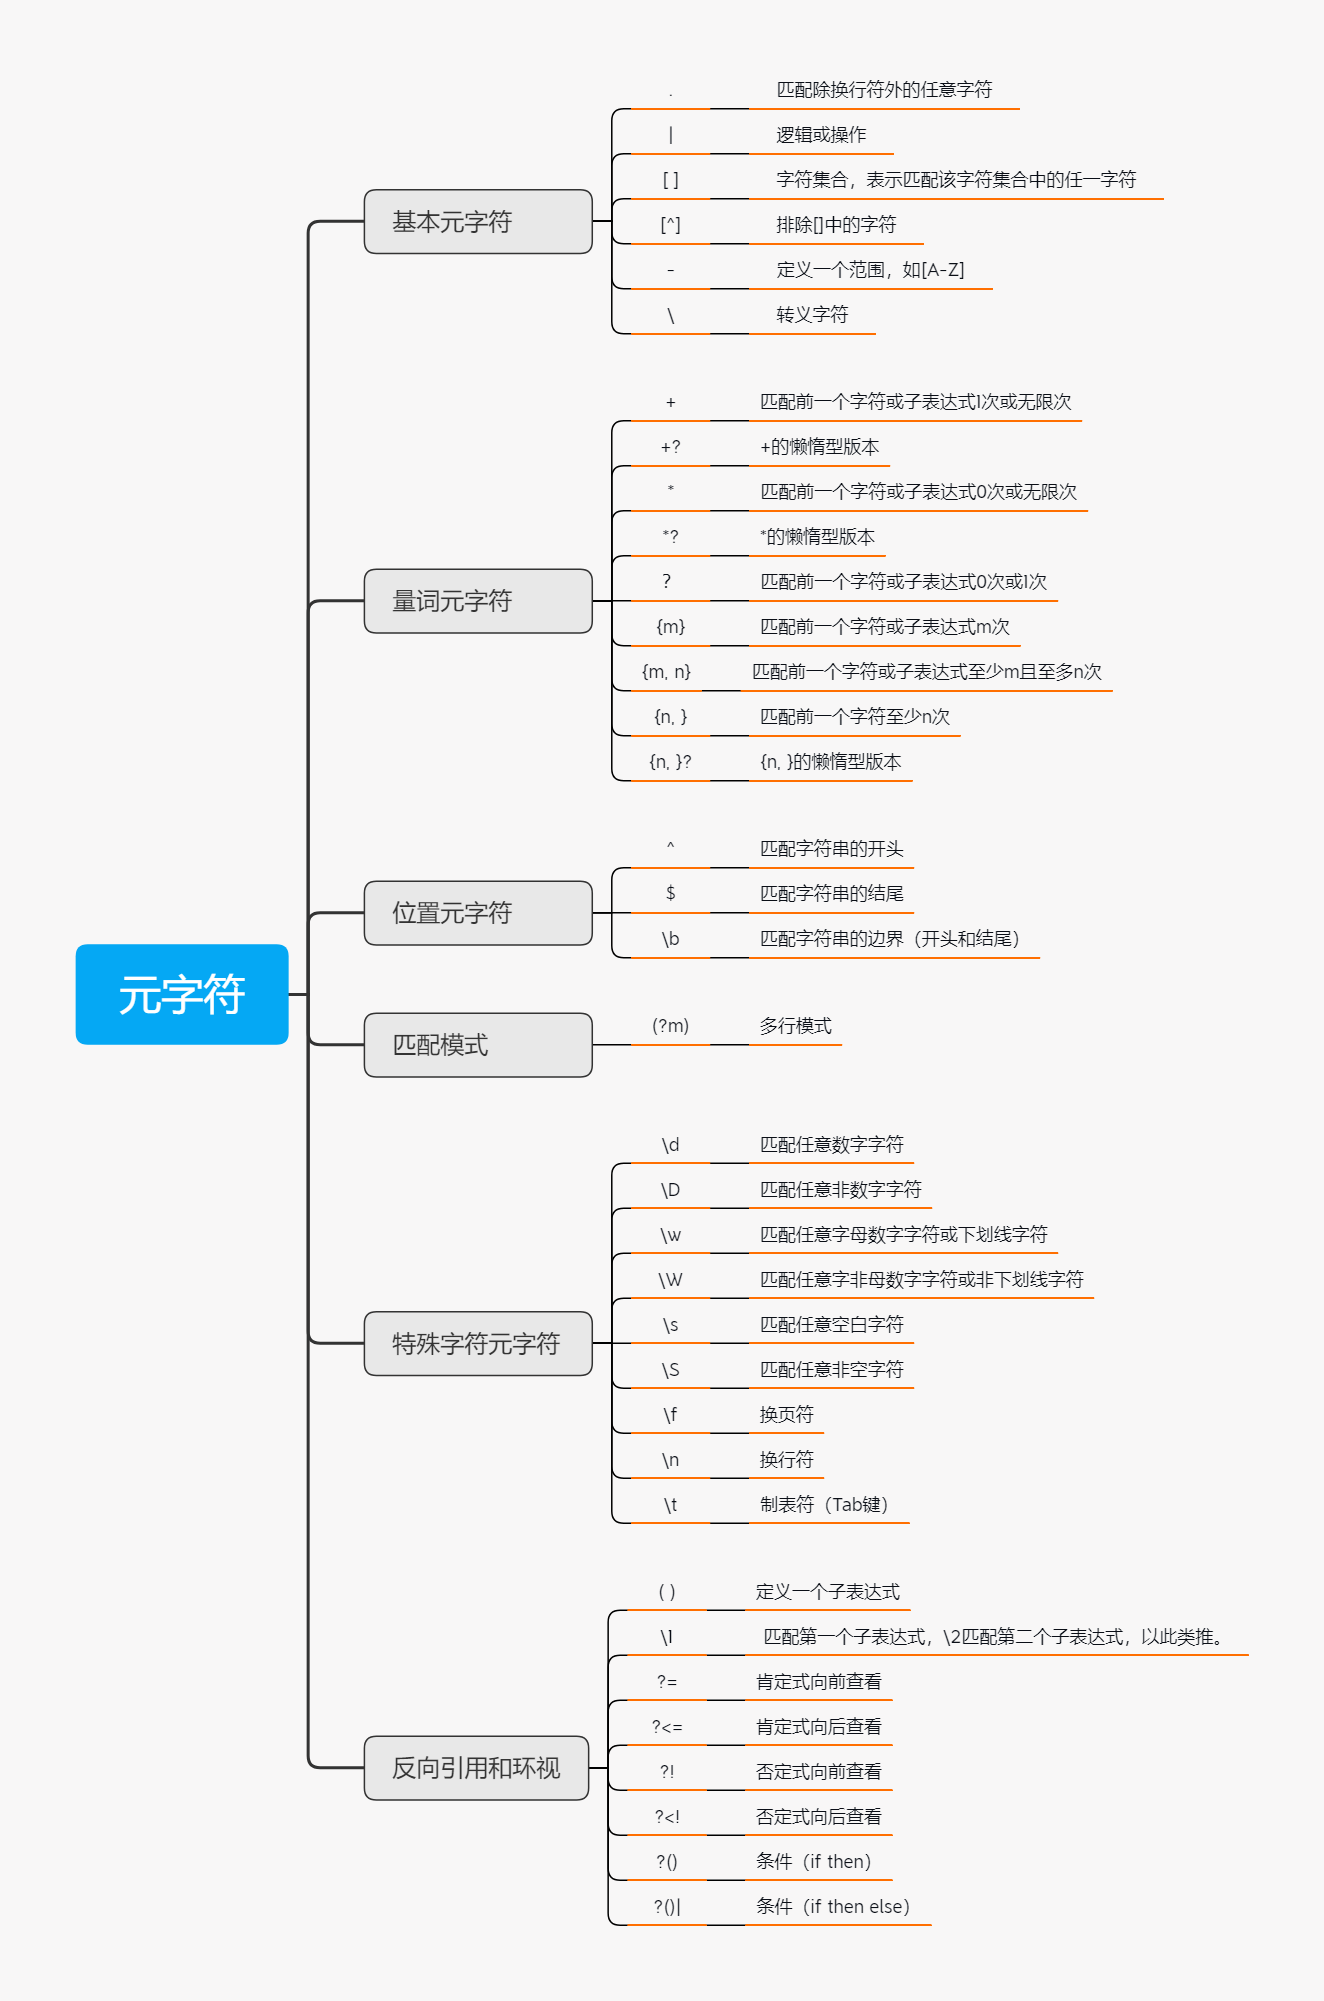 元字符
基本元字符
. 匹配除换行符外的任意字符
| 逻辑或操作
[ ] 字符集合，表示匹配该字符集合中的任一字符
[^] 排除[]中的字符
- 定义一个范围，如[A-Z]
\ 转义字符
量词元字符
+ 匹配前一个字符或子表达式1次或无限次
+? +的懒惰型版本
* 匹配前一个字符或子表达式0次或无限次
*? *的懒惰型版本
? 匹配前一个字符或子表达式0次或1次
{m} 匹配前一个字符或子表达式m次
{m, n} 匹配前一个字符或子表达式至少m且至多n次
{n, } 匹配前一个字符至少n次
{n, }? {n, }的懒惰型版本
位置元字符
^ 匹配字符串的开头
$ 匹配字符串的结尾
\b 匹配字符串的边界（开头和结尾）
匹配模式
(?m) 多行模式
特殊字符元字符
\d 匹配任意数字字符
\D 匹配任意非数字字符
\w 匹配任意字母数字字符或下划线字符
\W 匹配任意字非母数字字符或非下划线字符
\s 匹配任意空白字符
\S 匹配任意非空字符
\f 换页符
\n 换行符
\t 制表符（Tab键）
反向引用和环视
( ) 定义一个子表达式
\1 匹配第一个子表达式，\2匹配第二个子表达式，以此类推。
?= 肯定式向前查看
?<= 肯定式向后查看
?! 否定式向前查看
?<! 否定式向后查看
?() 条件（if then）
?()| 条件（if then else）